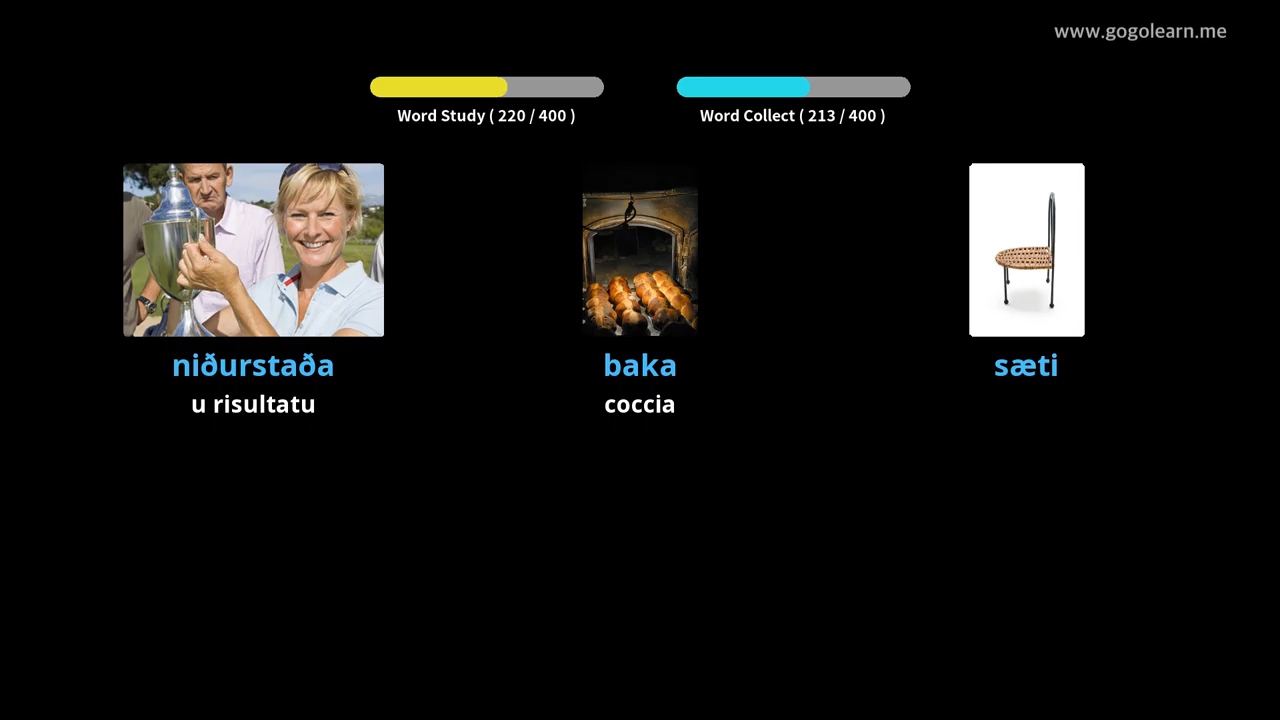 www.gogolearn.me
Word Study ( 220 / 400 )
Word Collect ( 213 / 400 )
niðurstaða
baka
sæti
u risultatu
coccia